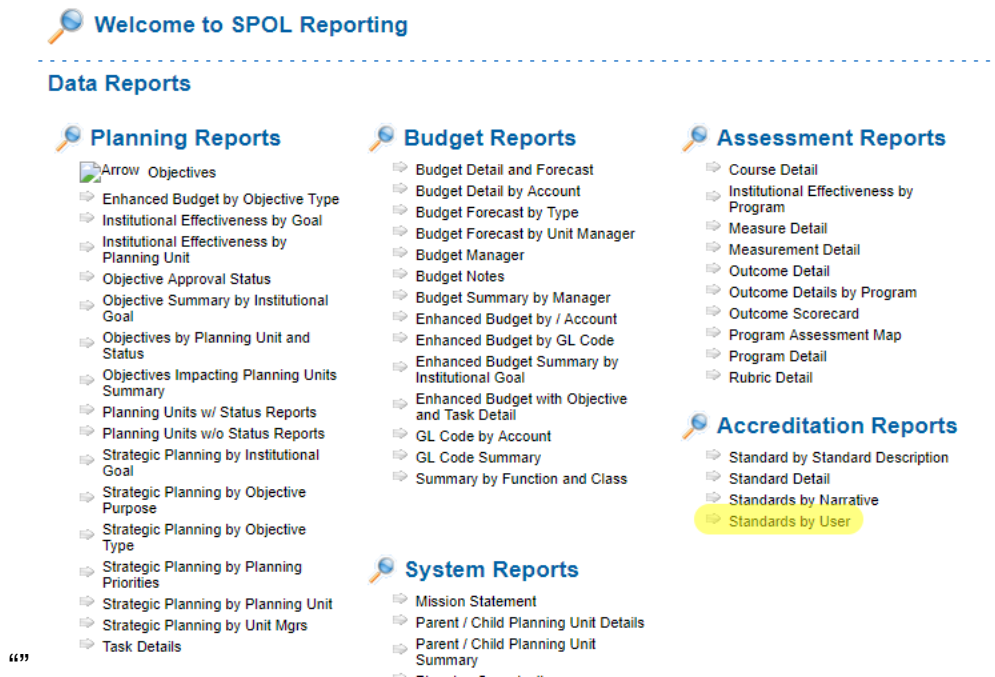 Welcome to SPOL Reporting
Data Reports
Planning Reports
Arrow Objectives
Enhanced Budget by Objective Type
Institutional Effectiveness by Goal
Institutional Effectiveness by
Planning Unit
Objective Approval Status
Objective Summary by Institutional
Goal
Objectives by Planning Unit and
Status
Objectives Impacting Planning Units
Summary
Planning Units w/ Status Reports
Planning Units w/o Status Reports
Strategic Planning by Institutional
Goal
Strategic Planning by Objective
Purpose
Strategic Planning by Objective
Type
Strategic Planning by Planning
Priorities
Strategic Planning by Planning Unit
Strategic Planning by Unit Mgrs
Task Details
Budget Reports
Budget Detail and Forecast
Budget Detail by Account
Budget Forecast by Type
Budget Forecast by Unit Manager
Budget Manager
Budget Notes
Budget Summary by Manager
Enhanced Budget by / Account
Enhanced Budget by GL Code
Enhanced Budget Summary by
Institutional Goal
Enhanced Budget with Objective
and Task Detail
GL Code by Account
GL Code Summary
Summary by Function and Class
System Reports
Mission Statement
Parent / Child Planning Unit Details
Parent / Child Planning Unit
Summary
Assessment Reports
Course Detail
Institutional Effectiveness by
Program
Measure Detail
Measurement Detail
Outcome Detail
Outcome Details by Program
Outcome Scorecard
Program Assessment Map
Program Detail
Rubric Detail
Accreditation Reports
Standard by Standard Description
Standard Detail
Standards by Narrative
Standards by User
“”